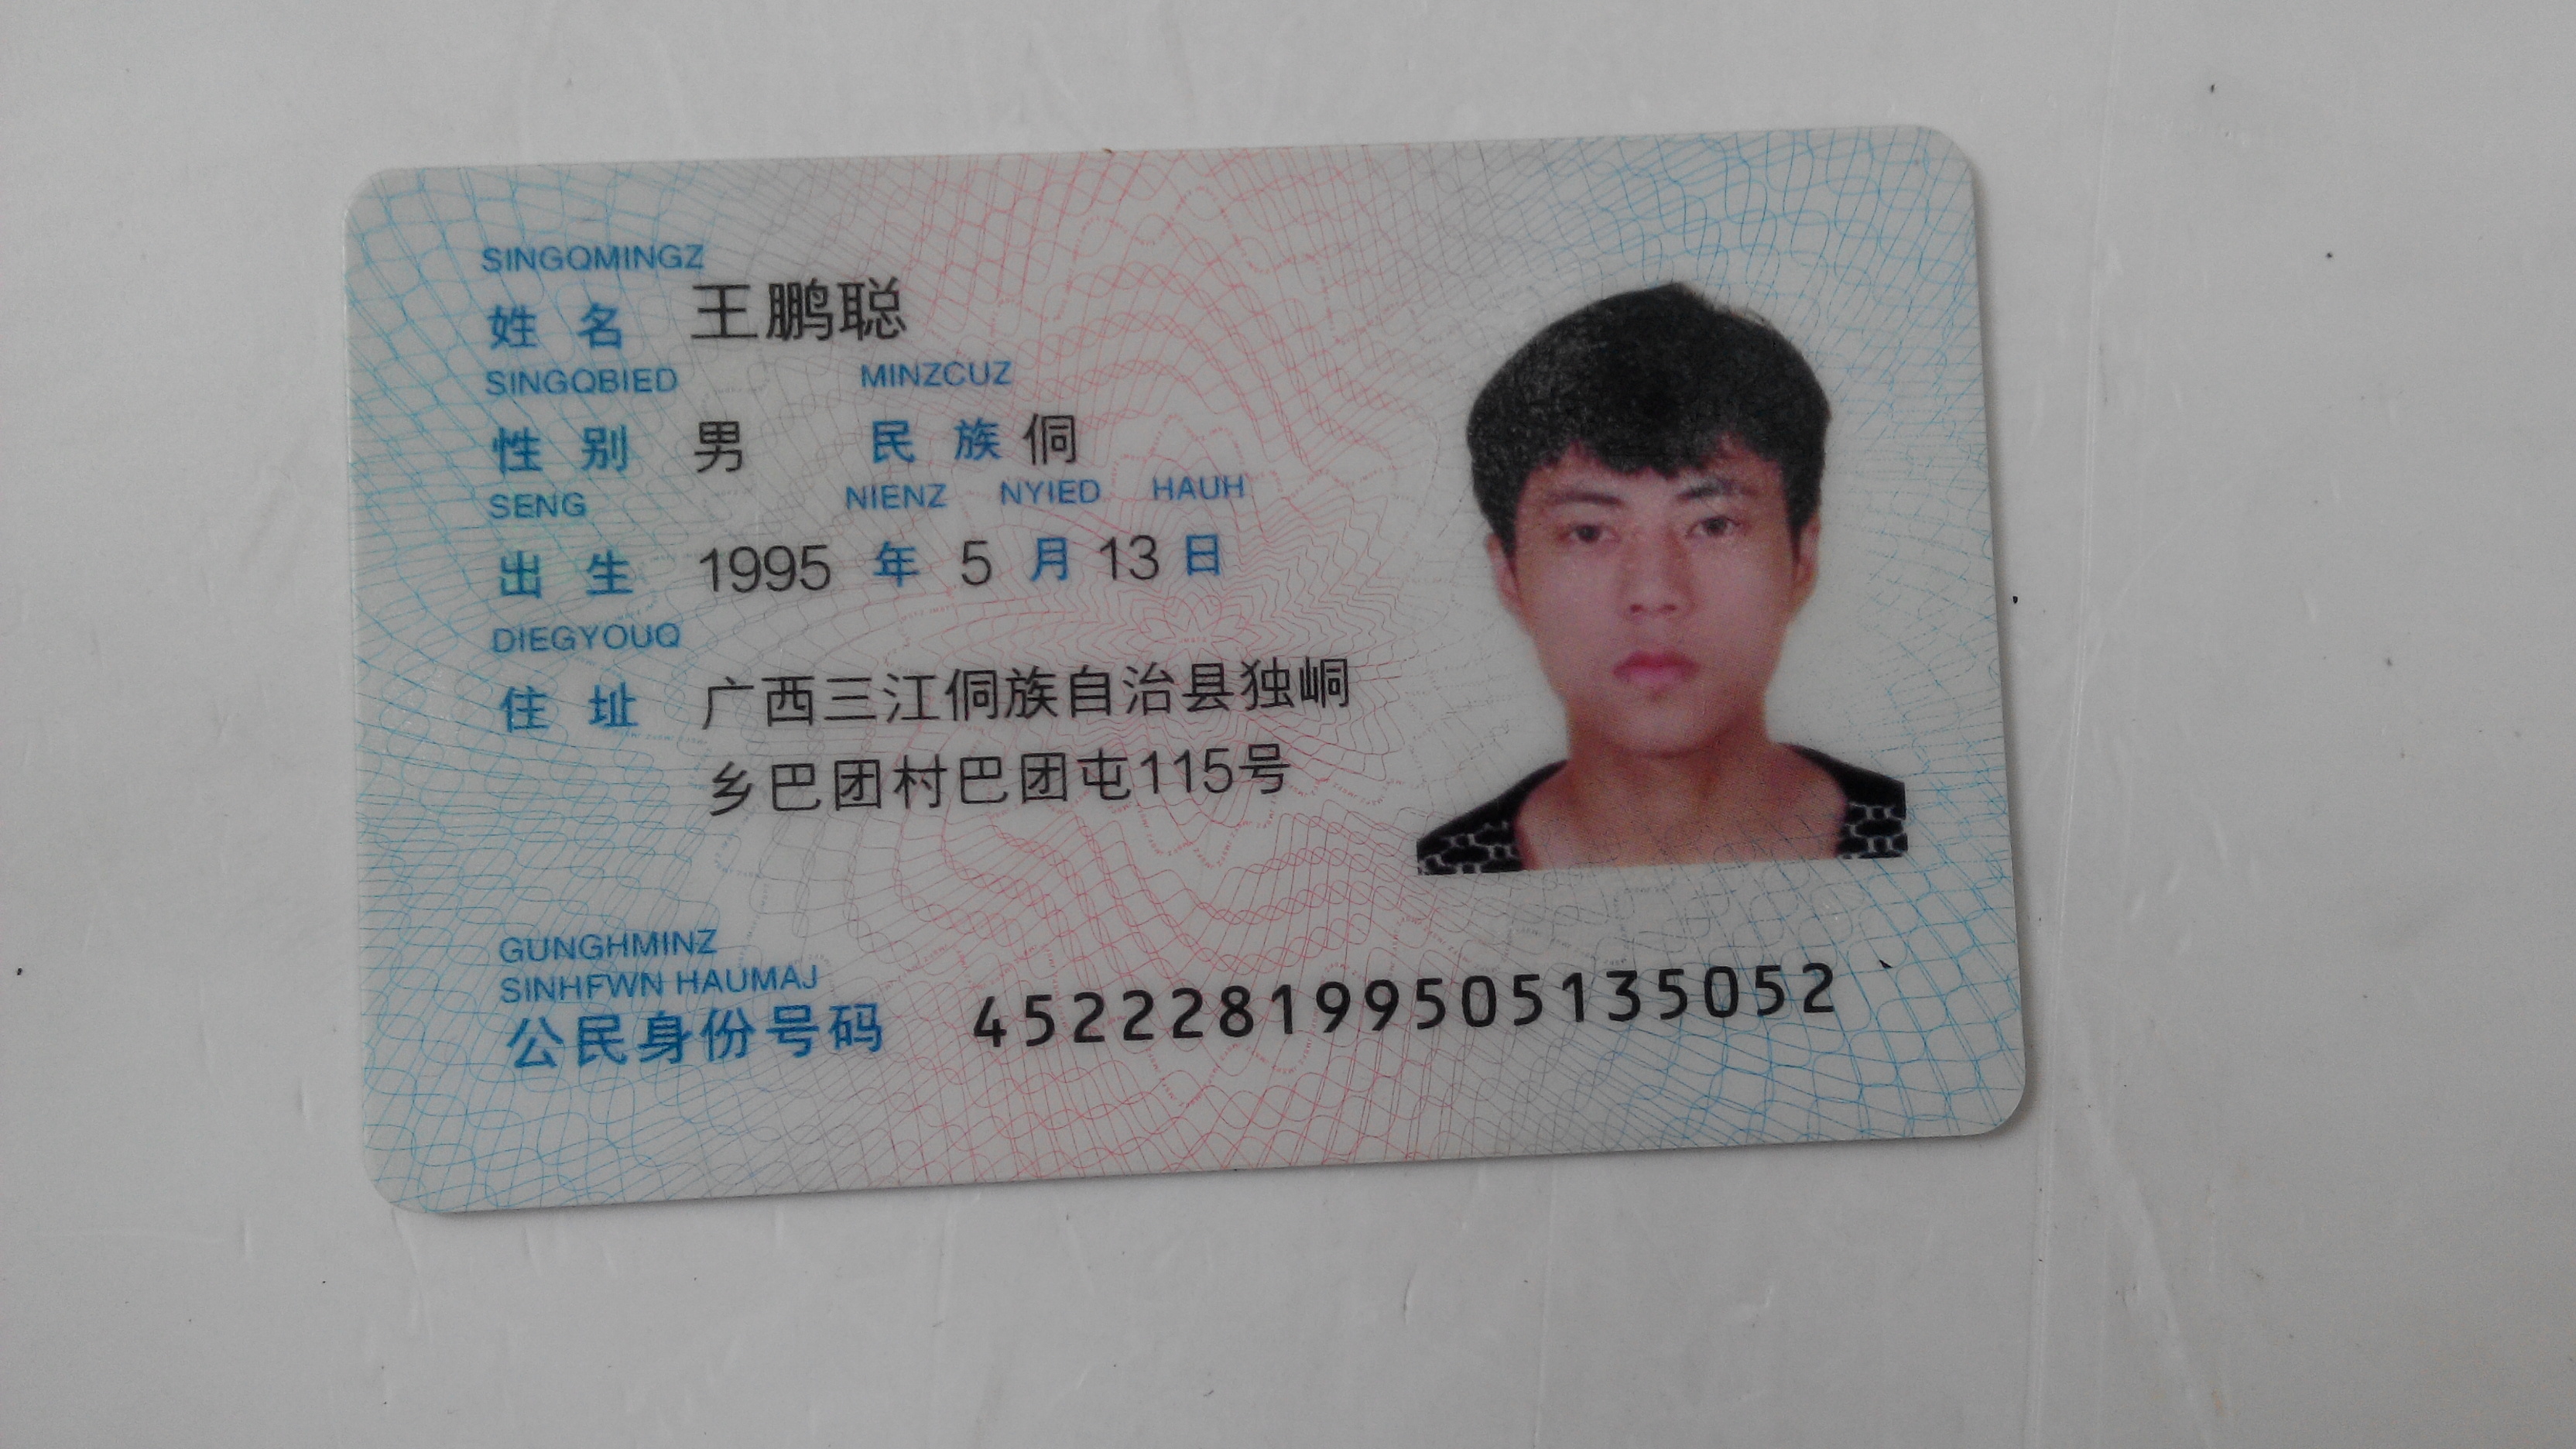 SINGQMINGZ
姓名 王鹏聪
SINGQBIED MINZCUZ
性别 男 民族 侗
SENG NIENZ NYIED HAUH
出生 1995 年 5 月 13 日
DIEGYOUQ
住址 广西三江侗族自治县独峒
乡巴团村巴团屯115号
GUNGHMINZ
SINHFWN HAUMAJ
公民身份号码 452228199505135052